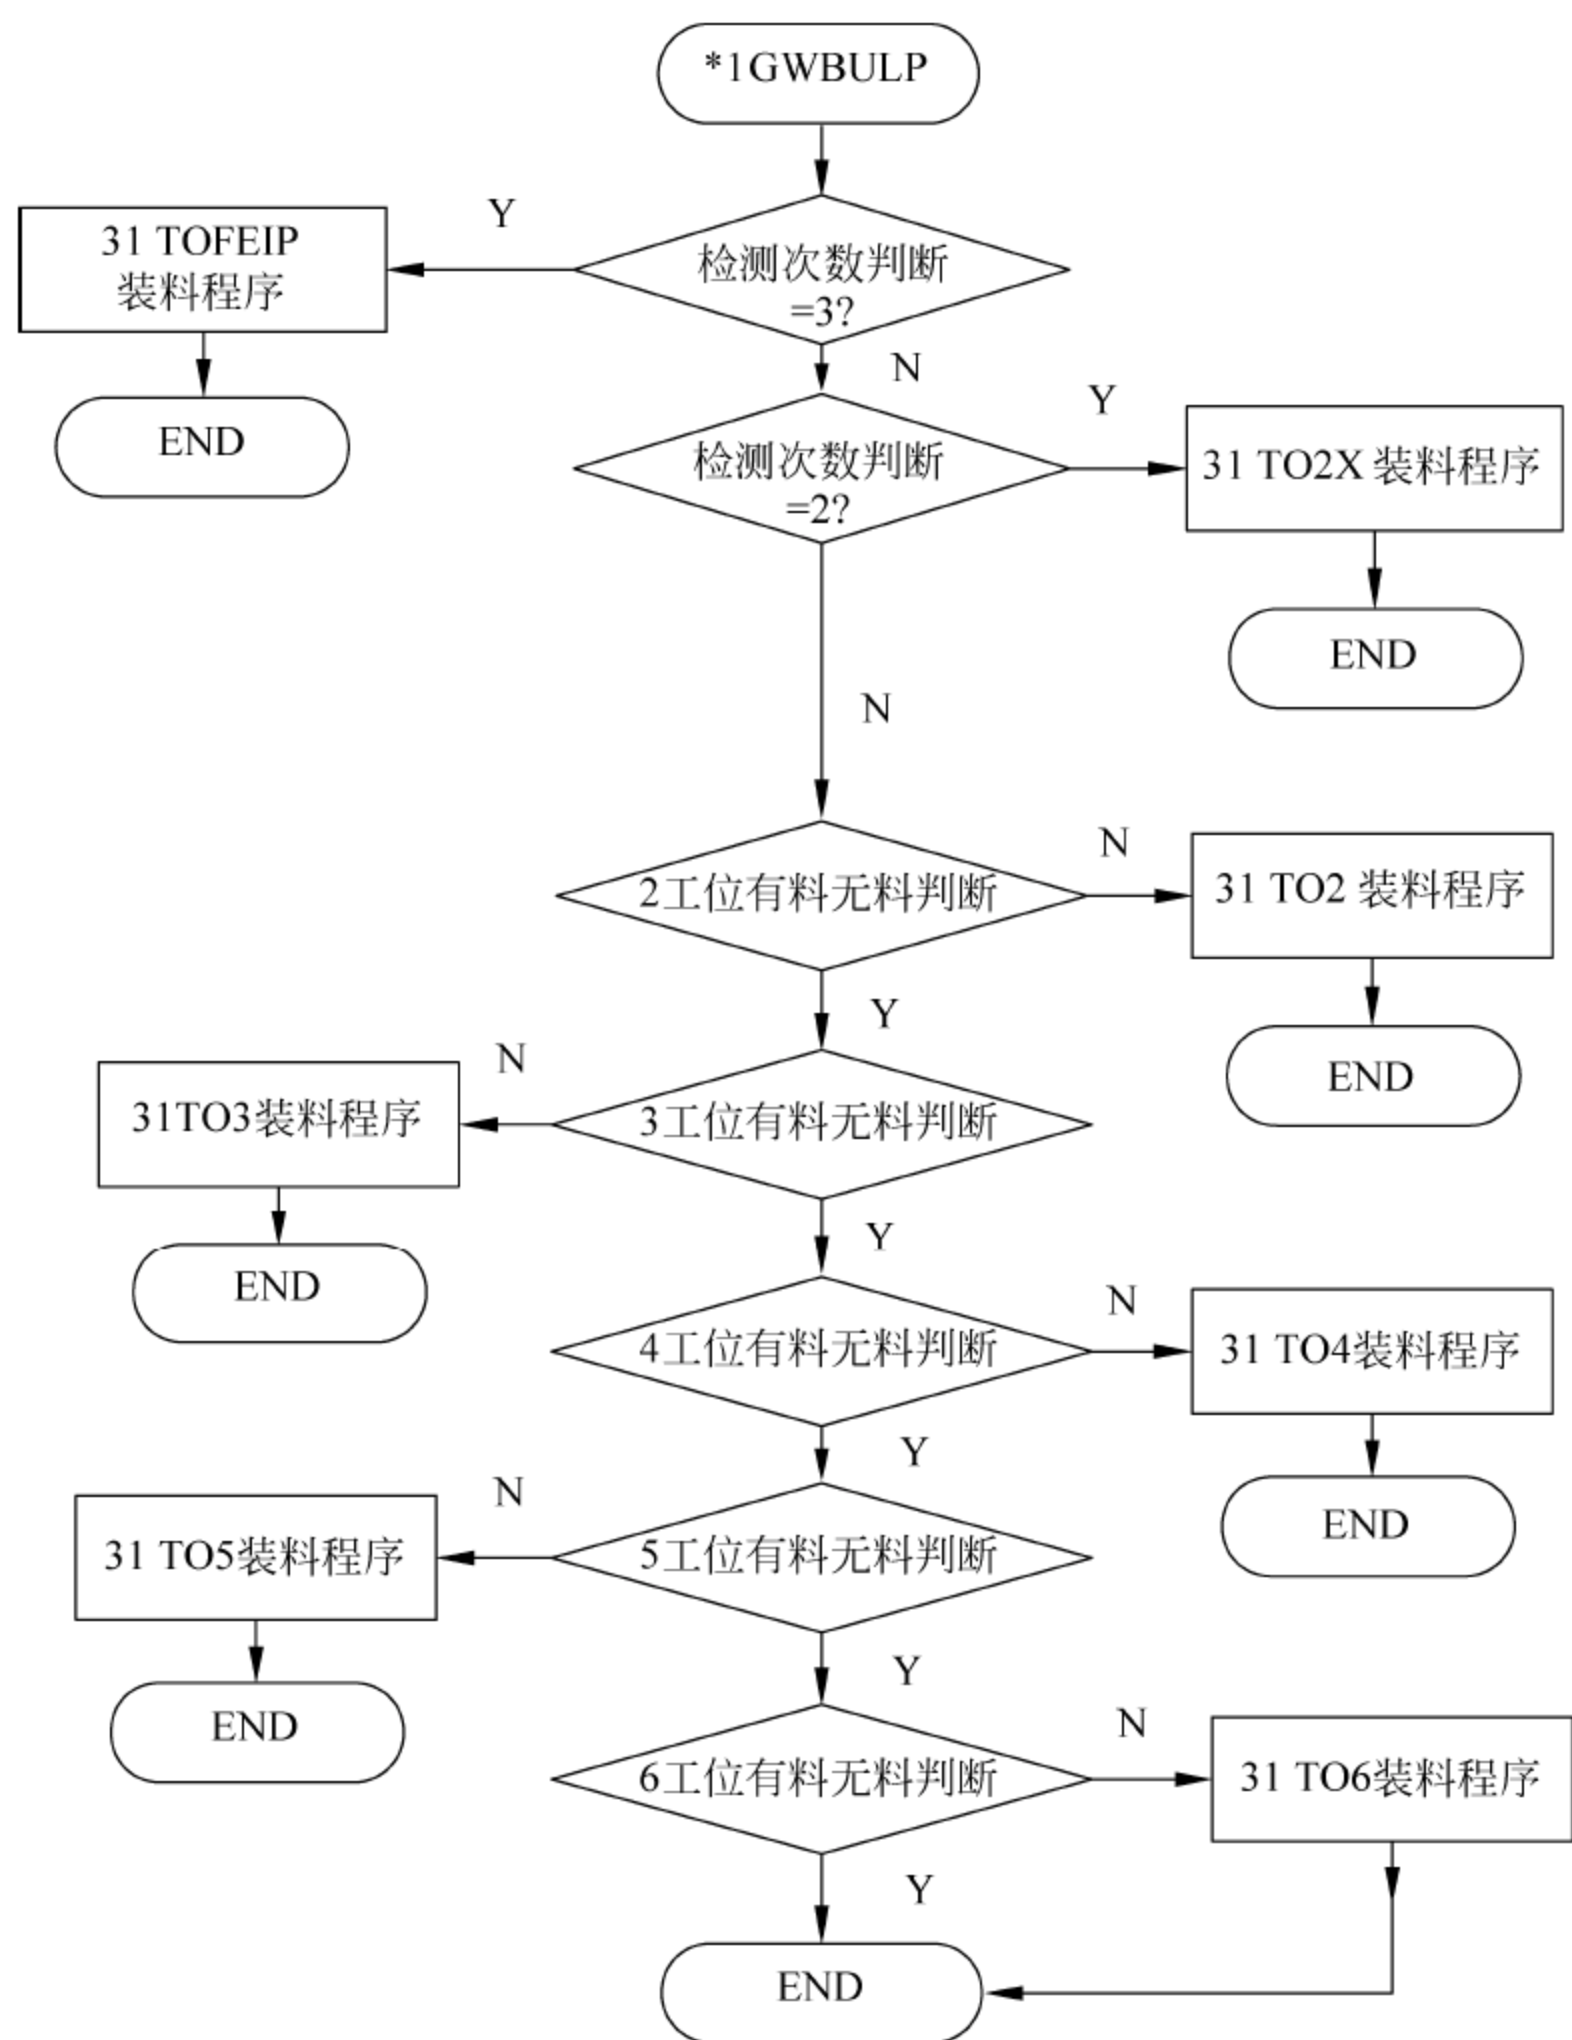 *1GWBULP
Y
31 TOFEIP
装料程序
检测次数判断
=3?
N
END
Y
检测次数判断
=2?
31 TO2X 装料程序
END
N
N
2工位有料无料判断
31 TO2 装料程序
Y
END
N
31TO3装料程序
3工位有料无料判断
Y
END
N
4工位有料无料判断
31 TO4装料程序
Y
END
N
31 TO5装料程序
5工位有料无料判断
Y
END
N
6工位有料无料判断
31 TO6装料程序
Y
END